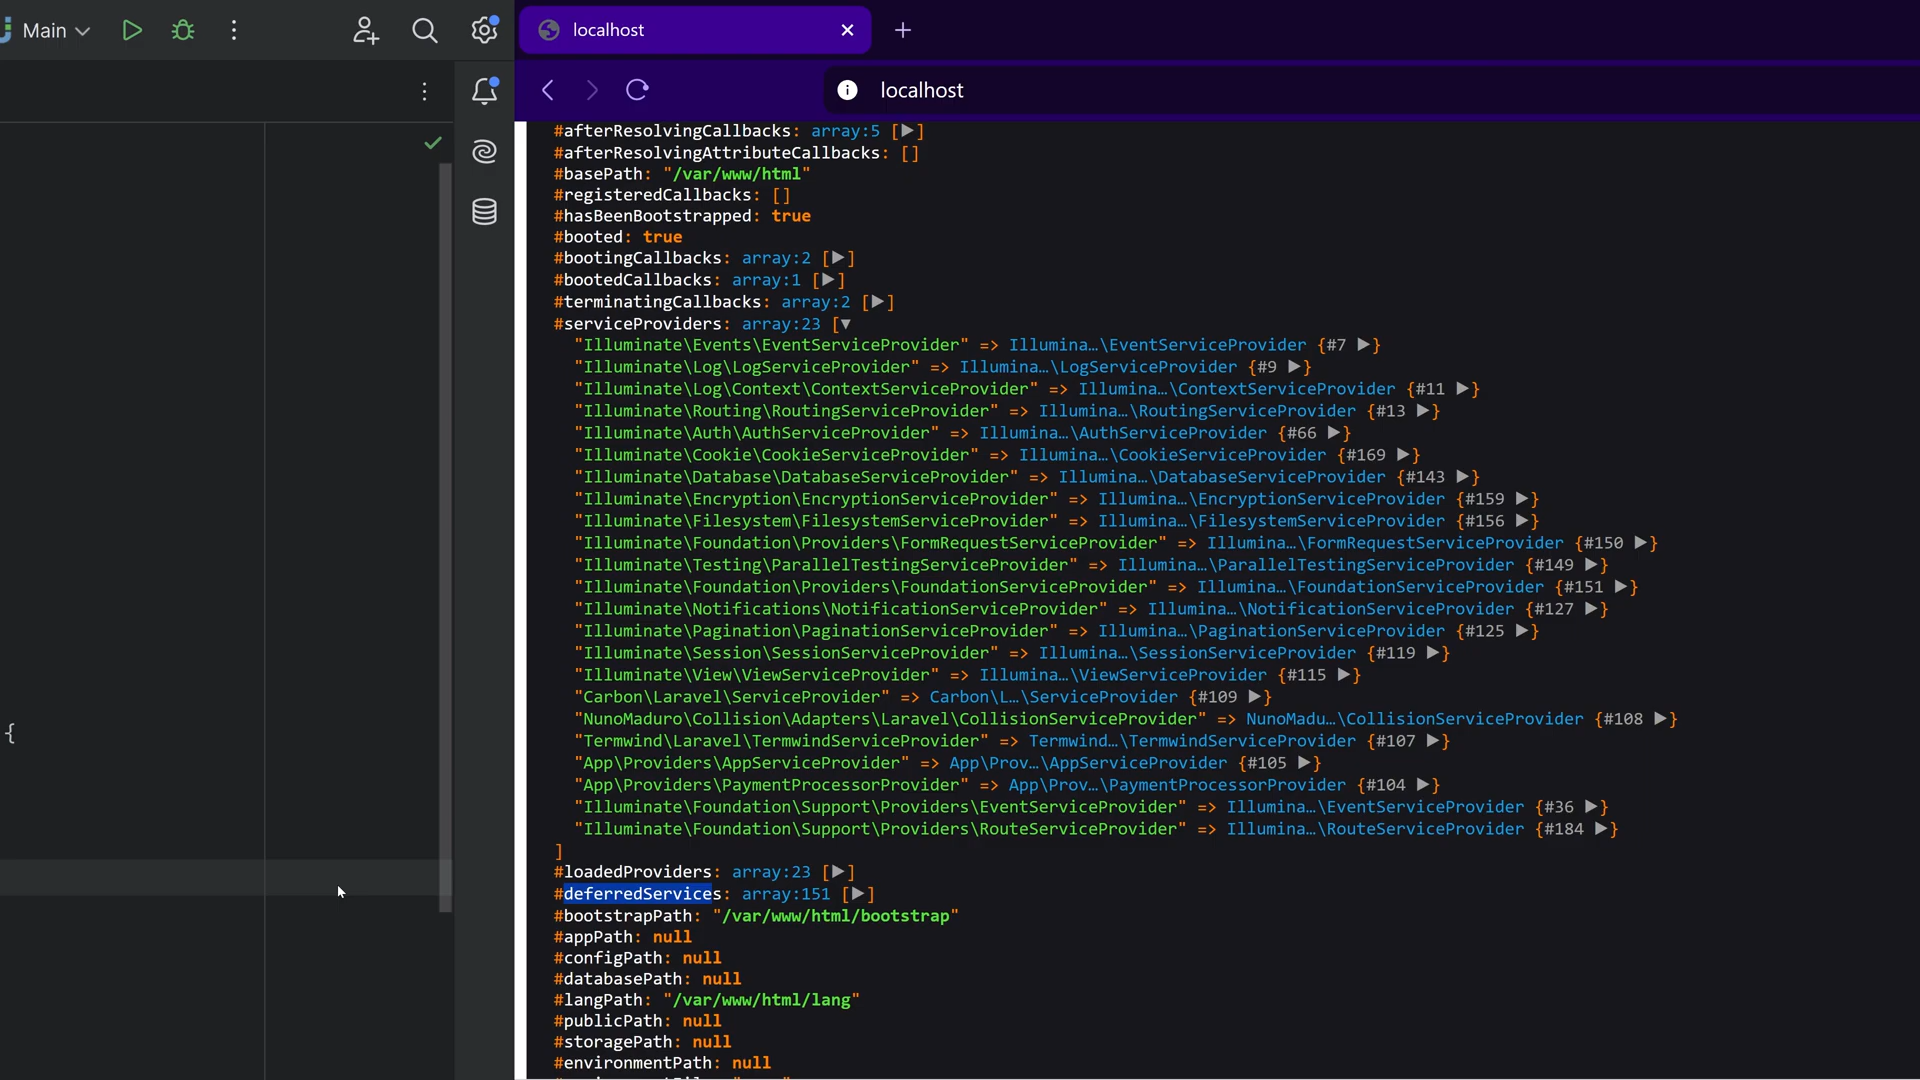 Main
localhost
localhost
#afterResolvingCallbacks: array:5 [▶]
#afterResolvingAttributeCallbacks: []
#basePath: "/var/www/html"
#registeredCallbacks: []
#hasBeenBootstrapped: true
#booted: true
#bootingCallbacks: array:2 [▶]
#bootedCallbacks: array:1 [▶]
#terminatingCallbacks: array:2 [▶]
#serviceProviders: array:23 [▼
"Illuminate\Events\EventServiceProvider" => Illumina…\EventServiceProvider {#7 ▶}
"Illuminate\Log\LogServiceProvider" => Illumina…\LogServiceProvider {#9 ▶}
"Illuminate\Log\Context\ContextServiceProvider" => Illumina…\ContextServiceProvider {#11 ▶}
"Illuminate\Routing\RoutingServiceProvider" => Illumina…\RoutingServiceProvider {#13 ▶}
"Illuminate\Auth\AuthServiceProvider" => Illumina…\AuthServiceProvider {#66 ▶}
"Illuminate\Cookie\CookieServiceProvider" => Illumina…\CookieServiceProvider {#169 ▶}
"Illuminate\Database\DatabaseServiceProvider" => Illumina…\DatabaseServiceProvider {#143 ▶}
"Illuminate\Encryption\EncryptionServiceProvider" => Illumina…\EncryptionServiceProvider {#159 ▶}
"Illuminate\Filesystem\FilesystemServiceProvider" => Illumina…\FilesystemServiceProvider {#156 ▶}
"Illuminate\Foundation\Providers\FormRequestServiceProvider" => Illumina…\FormRequestServiceProvider {#150 ▶}
"Illuminate\Testing\ParallelTestingServiceProvider" => Illumina…\ParallelTestingServiceProvider {#149 ▶}
"Illuminate\Foundation\Providers\FoundationServiceProvider" => Illumina…\FoundationServiceProvider {#151 ▶}
"Illuminate\Notifications\NotificationServiceProvider" => Illumina…\NotificationServiceProvider {#127 ▶}
"Illuminate\Pagination\PaginationServiceProvider" => Illumina…\PaginationServiceProvider {#125 ▶}
"Illuminate\Session\SessionServiceProvider" => Illumina…\SessionServiceProvider {#119 ▶}
"Illuminate\View\ViewServiceProvider" => Illumina…\ViewServiceProvider {#115 ▶}
"Carbon\Laravel\ServiceProvider" => Carbon\L…\ServiceProvider {#109 ▶}
"NunoMaduro\Collision\Adapters\Laravel\CollisionServiceProvider" => NunoMadu…\CollisionServiceProvider {#108 ▶}
{
"Termwind\Laravel\TermwindServiceProvider" => Termwind…\TermwindServiceProvider {#107 ▶}
"App\Providers\AppServiceProvider" => App\Prov…\AppServiceProvider {#105 ▶}
"App\Providers\PaymentProcessorProvider" => App\Prov…\PaymentProcessorProvider {#104 ▶}
"Illuminate\Foundation\Support\Providers\EventServiceProvider" => Illumina…\EventServiceProvider {#36 ▶}
"Illuminate\Foundation\Support\Providers\RouteServiceProvider" => Illumina…\RouteServiceProvider {#184 ▶}
]
#loadedProviders: array:23 [▶]
#deferredServices: array:151 [▶]
#bootstrapPath: "/var/www/html/bootstrap"
#appPath: null
#configPath: null
#databasePath: null
#langPath: "/var/www/html/lang"
#publicPath: null
#storagePath: null
#environmentPath: null